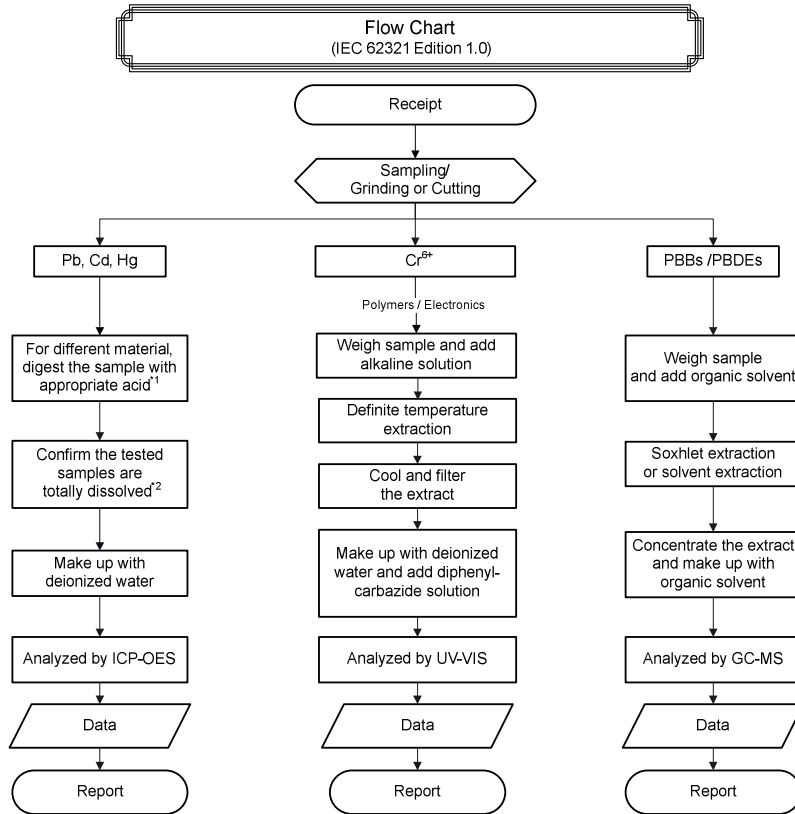 Flow Chart
(IEC 62321 Edition 1.0)
Receipt
Sampling/
Grinding or Cutting
Pb, Cd, Hg
For different material,
digest the sample with
appropriate acid*1
Confirm the tested
samples are
totally dissolved*2
Make up with
deionized water
Analyzed by ICP-OES
Data
Report
Cr6+
Polymers / Electronics
Weigh sample and add
alkaline solution
Definite temperature
extraction
Cool and filter
the extract
Make up with deionized
water and add diphenyl-
carbazide solution
Analyzed by UV-VIS
Data
Report
PBBs /PBDEs
Weigh sample
and add organic solvent
Soxhlet extraction
or solvent extraction
Concentrate the extract
and make up with
organic solvent
Analyzed by GC-MS
Data
Report